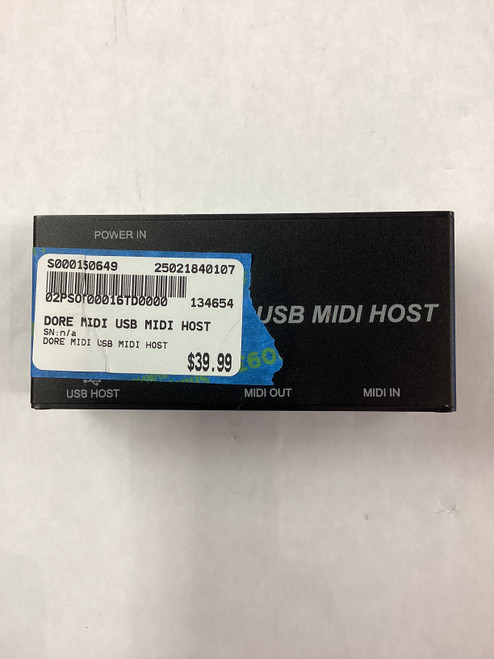 POWER IN
S000150649 25021840107
134654
DORE MIDI USB MIDI HOST
SN:n/a
DORE MIDI USB MIDI HOST
$39.99
USB MIDI HOST
USB HOST MIDI OUT MIDI IN